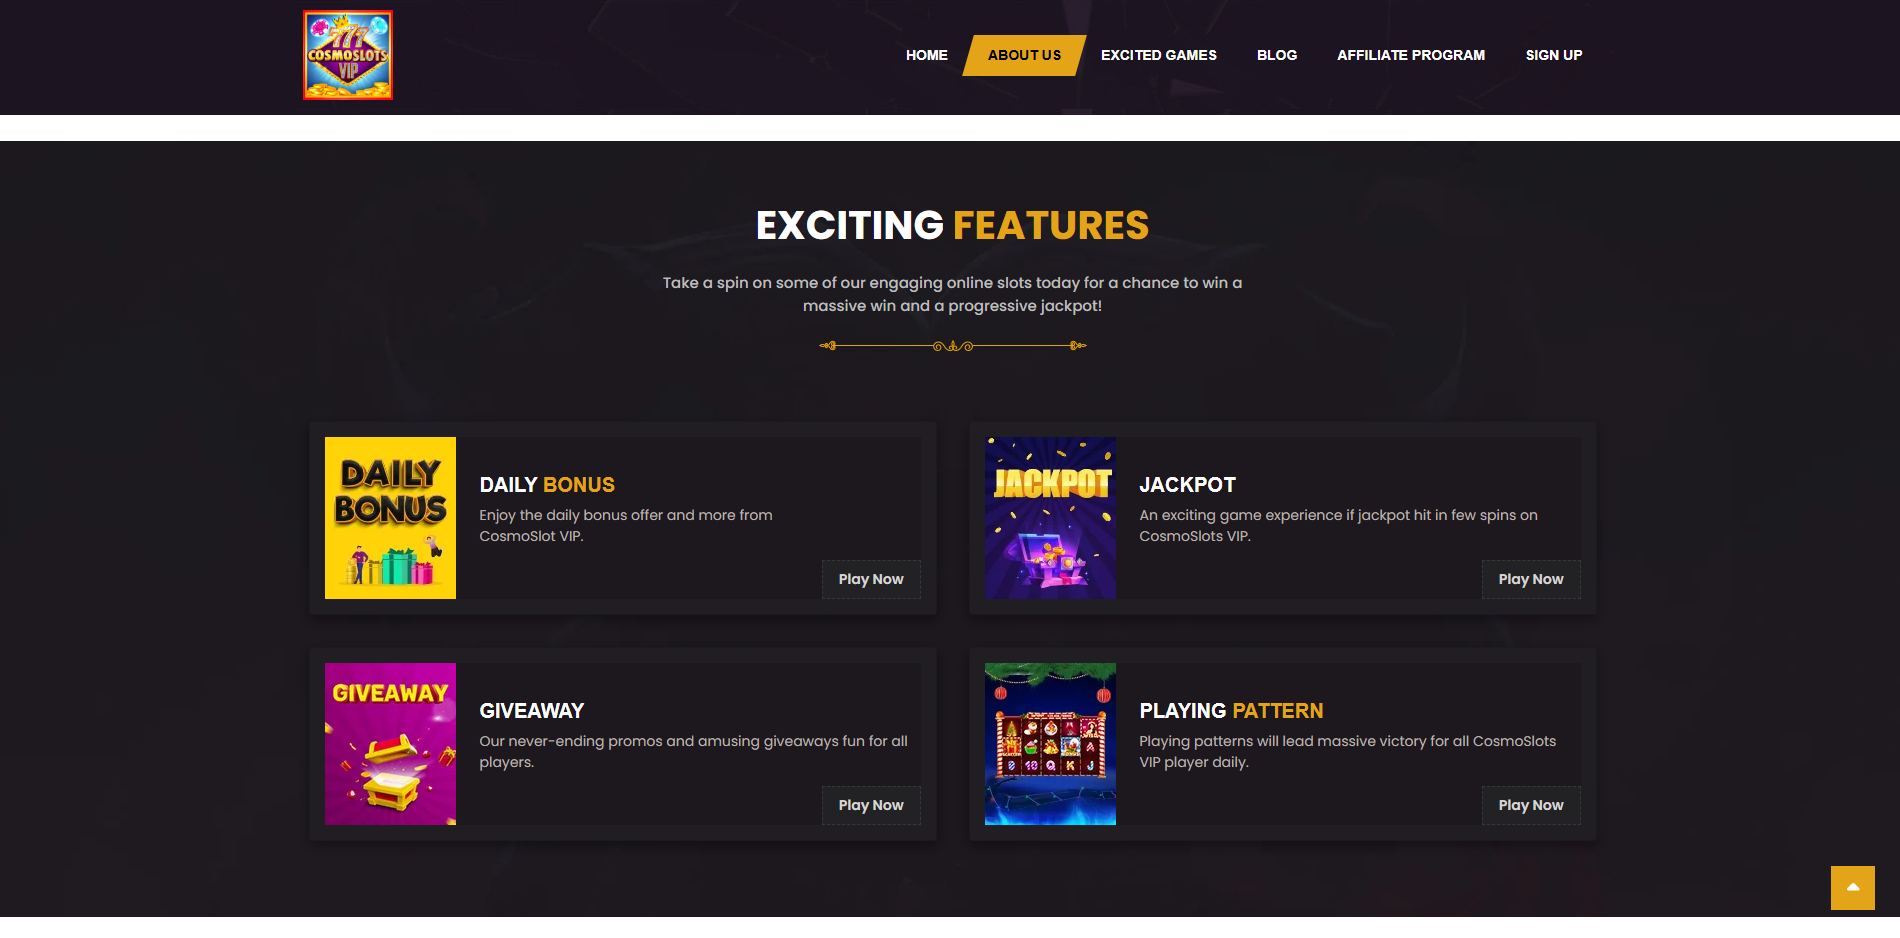 777
COSMOSLOTS
VIP
HOME
ABOUT US
EXCITED GAMES
BLOG
AFFILIATE PROGRAM
SIGN UP
EXCITING FEATURES
Take a spin on some of our engaging online slots today for a chance to win a
massive win and a progressive jackpot!
DAILY
BONUS
DAILY BONUS
Enjoy the daily bonus offer and more from
CosmoSlot VIP.
Play Now
JACKPOT
JACKPOT
An exciting game experience if jackpot hit in few spins on
CosmoSlots VIP.
Play Now
GIVEAWAY
GIVEAWAY
Our never-ending promos and amusing giveaways fun for all
players.
Play Now
A
10 Q K J
PLAYING PATTERN
Playing patterns will lead massive victory for all CosmoSlots
VIP player daily.
Play Now